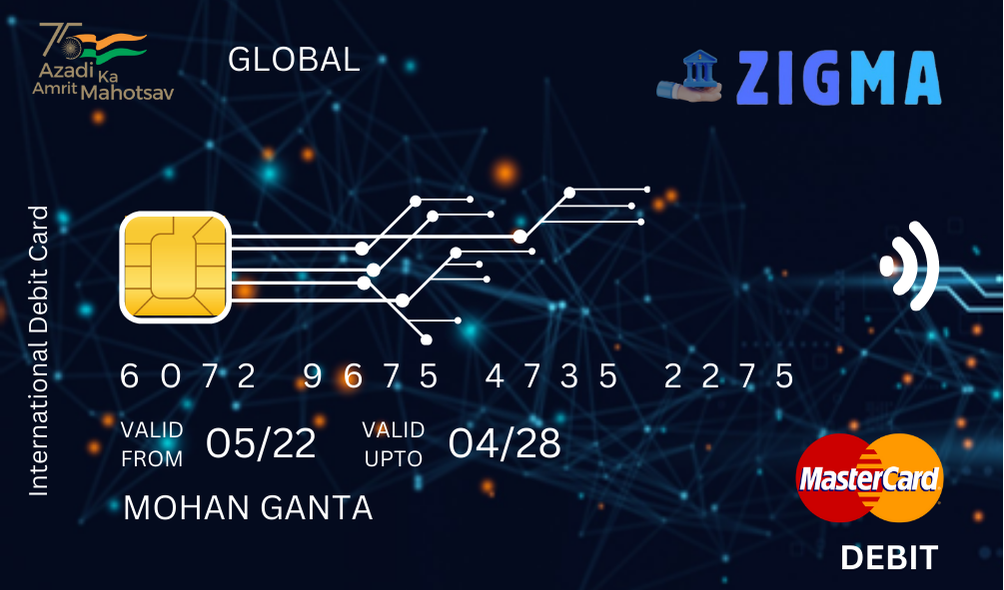 75
Azadi Ka
Amrit Mahotsav
GLOBAL
ZIGMA
International Debit Card
6072 9675 4735 2275
VALID FROM 05/22 VALID UPTO 04/28
MOHAN GANTA
MasterCard
DEBIT